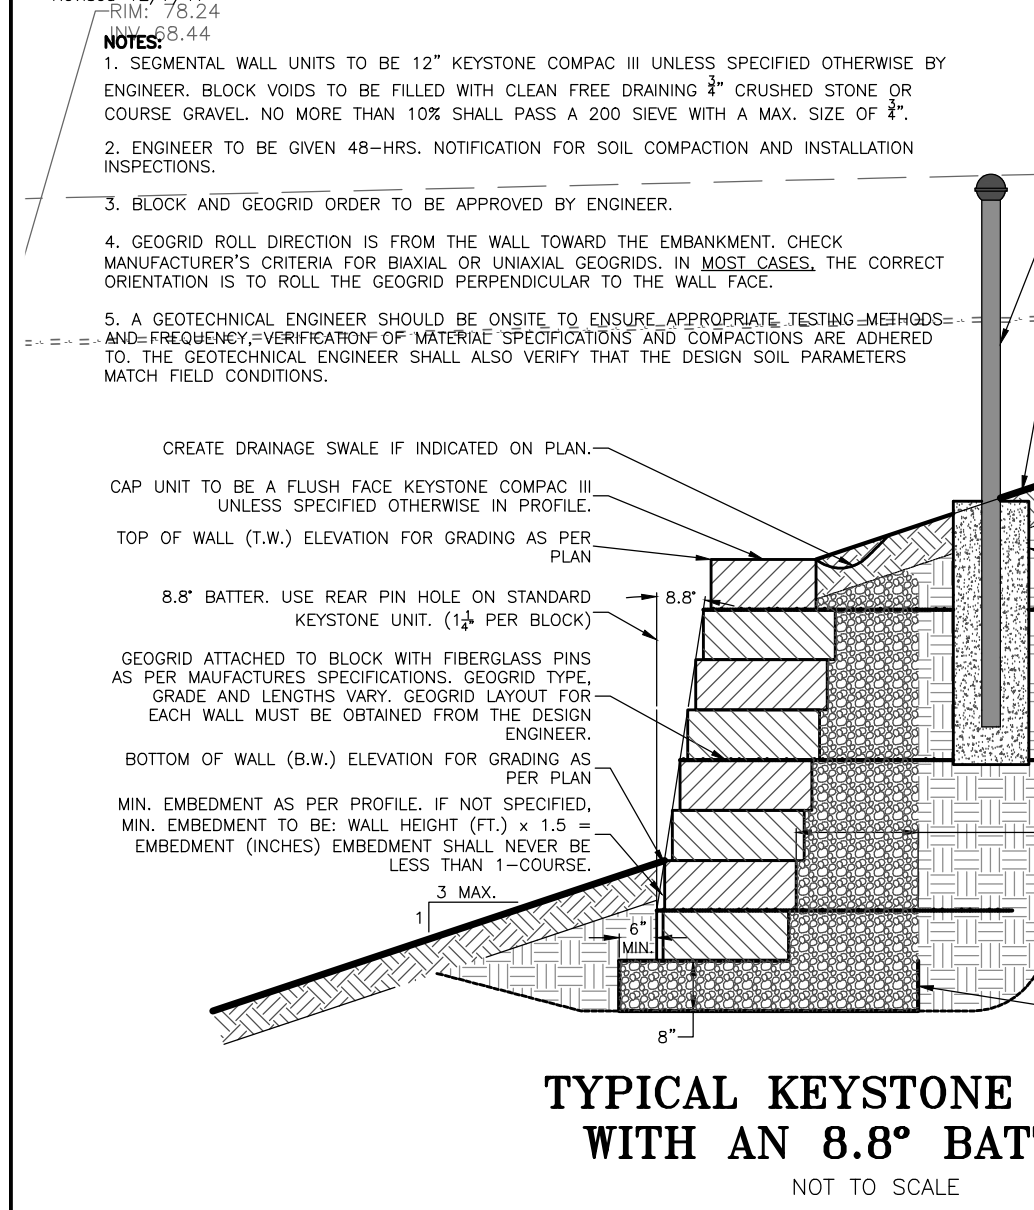 RIM: 78.24
INV 68.44
NOTES:
1. SEGMENTAL WALL UNITS TO BE 12" KEYSTONE COMPAC III UNLESS SPECIFIED OTHERWISE BY
ENGINEER. BLOCK VOIDS TO BE FILLED WITH CLEAN FREE DRAINING 3/4" CRUSHED STONE OR
COURSE GRAVEL. NO MORE THAN 10% SHALL PASS A 200 SIEVE WITH A MAX. SIZE OF 3/4".
2. ENGINEER TO BE GIVEN 48-HRS. NOTIFICATION FOR SOIL COMPACTION AND INSTALLATION
INSPECTIONS.
3. BLOCK AND GEOGRID ORDER TO BE APPROVED BY ENGINEER.
4. GEOGRID ROLL DIRECTION IS FROM THE WALL TOWARD THE EMBANKMENT. CHECK
MANUFACTURER'S CRITERIA FOR BIAXIAL OR UNIAXIAL GEOGRIDS. IN MOST CASES, THE CORRECT
ORIENTATION IS TO ROLL THE GEOGRID PERPENDICULAR TO THE WALL FACE.
5. A GEOTECHNICAL ENGINEER SHOULD BE ONSITE TO ENSURE APPROPRIATE TESTING METHODS
AND FREQUENCY, VERIFICATION OF MATERIAL SPECIFICATIONS AND COMPACTIONS ARE ADHERED
TO. THE GEOTECHNICAL ENGINEER SHALL ALSO VERIFY THAT THE DESIGN SOIL PARAMETERS
MATCH FIELD CONDITIONS.
CREATE DRAINAGE SWALE IF INDICATED ON PLAN.
CAP UNIT TO BE A FLUSH FACE KEYSTONE COMPAC III
UNLESS SPECIFIED OTHERWISE IN PROFILE.
TOP OF WALL (T.W.) ELEVATION FOR GRADING AS PER
PLAN
8.8° BATTER. USE REAR PIN HOLE ON STANDARD
KEYSTONE UNIT. (1 1/4" PER BLOCK)
8.8°
GEOGRID ATTACHED TO BLOCK WITH FIBERGLASS PINS
AS PER MAUFACTURES SPECIFICATIONS. GEOGRID TYPE,
GRADE AND LENGTHS VARY. GEOGRID LAYOUT FOR
EACH WALL MUST BE OBTAINED FROM THE DESIGN
ENGINEER.
BOTTOM OF WALL (B.W.) ELEVATION FOR GRADING AS
PER PLAN
MIN. EMBEDMENT AS PER PROFILE. IF NOT SPECIFIED,
MIN. EMBEDMENT TO BE: WALL HEIGHT (FT.) x 1.5 =
EMBEDMENT (INCHES) EMBEDMENT SHALL NEVER BE
LESS THAN 1-COURSE.
3 MAX.
1
6"
MIN.
8"
TYPICAL KEYSTONE
WITH AN 8.8° BAT
NOT TO SCALE